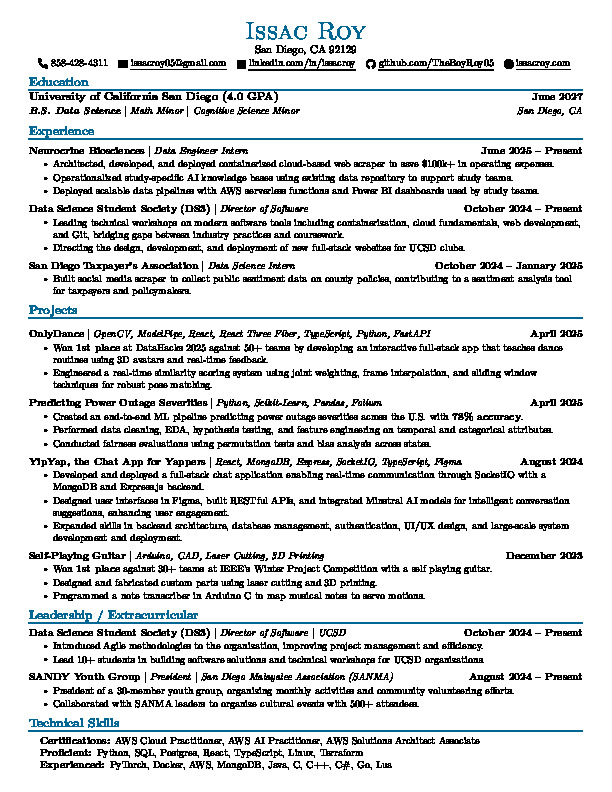 Issac Roy
San Diego, CA 92129
858-428-4311 issacroy05@gmail.com linkedin.com/in/issacroy github.com/TheBoyRoy05 issacroy.com
Education
University of California San Diego (4.0 GPA) June 2027
B.S. Data Science | Math Minor | Cognitive Science Minor San Diego, CA
Experience
Neurocrine Biosciences | Data Engineer Intern June 2025 – Present
• Architected, developed, and deployed containerized cloud-based web scraper to save $100k+ in operating expenses.
• Operationalized study-specific AI knowledge bases using existing data repository to support study teams.
• Deployed scalable data pipelines with AWS serverless functions and Power BI dashboards used by study teams.
Data Science Student Society (DS3) | Director of Software October 2024 – Present
• Leading technical workshops on modern software tools including containerization, cloud fundamentals, web development,
and Git, bridging gaps between industry practices and coursework.
• Directing the design, development, and deployment of new full-stack websites for UCSD clubs.
San Diego Taxpayer's Association | Data Science Intern October 2024 – January 2025
• Built social media scraper to collect public sentiment data on county policies, contributing to a sentiment analysis tool
for taxpayers and policymakers.
Projects
OnlyDance | OpenCV, ModelPipe, React, React Three Fiber, TypeScript, Python, FastAPI April 2025
• Won 1st place at DataHacks 2025 against 50+ teams by developing an interactive full-stack app that teaches dance
routines using 3D avatars and real-time feedback.
• Engineered a real-time similarity scoring system using joint weighting, frame interpolation, and sliding window
techniques for robust pose matching.
Predicting Power Outage Severities | Python, Scikit-Learn, Pandas, Folium April 2025
• Created an end-to-end ML pipeline predicting power outage severities across the U.S. with 78% accuracy.
• Performed data cleaning, EDA, hypothesis testing, and feature engineering on temporal and categorical attributes.
• Conducted fairness evaluations using permutation tests and bias analysis across states.
YipYap, the Chat App for Yappers | React, MongoDB, Express, SocketIO, TypeScript, Figma August 2024
• Developed and deployed a full-stack chat application enabling real-time communication through SocketIO with a
MongoDB and Express.js backend.
• Designed user interfaces in Figma, built RESTful APIs, and integrated Minstral AI models for intelligent conversation
suggestions, enhancing user engagement.
• Expanded skills in backend architecture, database management, authentication, UI/UX design, and large-scale system
development and deployment.
Self-Playing Guitar | Arduino, CAD, Laser Cutting, 3D Printing December 2023
• Won 1st place against 30+ teams at IEEE's Winter Project Competition with a self playing guitar.
• Designed and fabricated custom parts using laser cutting and 3D printing.
• Programmed a note transcriber in Arduino C to map musical notes to servo motions.
Leadership / Extracurricular
Data Science Student Society (DS3) | Director of Software | UCSD October 2024 – Present
• Introduced Agile methodologies to the organization, improving project management and efficiency.
• Lead 10+ students in building software solutions and technical workshops for UCSD organizations
SANDY Youth Group | President | San Diego Malayalee Association (SANMA) August 2024 – Present
• President of a 30-member youth group, organizing monthly activities and community volunteering efforts.
• Collaborated with SANMA leaders to organize cultural events with 500+ attendees.
Technical Skills
Certifications: AWS Cloud Practitioner, AWS AI Practitioner, AWS Solutions Architect Associate
Proficient: Python, SQL, Postgres, React, TypeScript, Linux, Terraform
Experienced: PyTorch, Docker, AWS, MongoDB, Java, C, C++, C#, Go, Lua